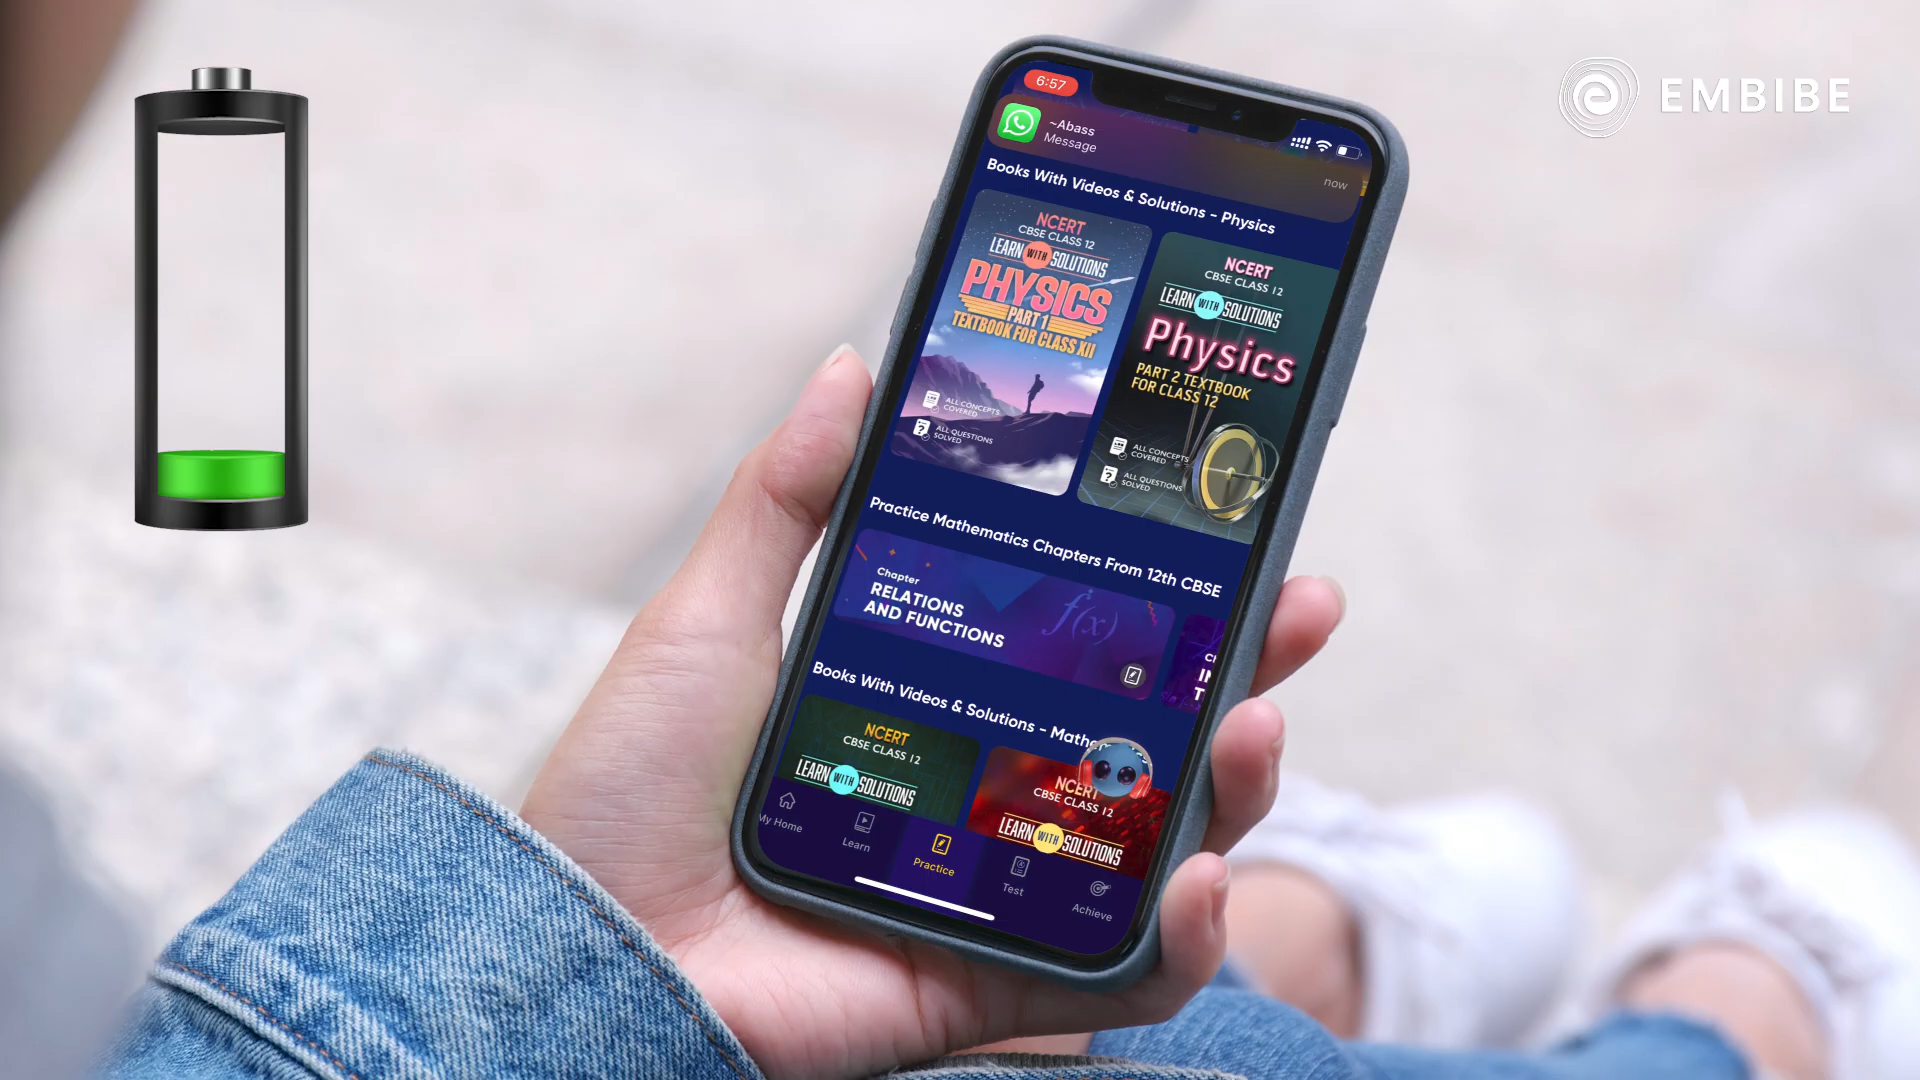 EMBIBE
6:57
~Abass
Message
now
Books With Videos & Solutions - Physics
NCERT
CBSE CLASS 12
LEARN WITH SOLUTIONS
PHYSICS
PART 1
TEXTBOOK FOR CLASS XII
ALL CONCEPTS
COVERED
ALL QUESTIONS
SOLVED
NCERT
CBSE CLASS 12
LEARN WITH SOLUTIONS
Physics
PART 2 TEXTBOOK
FOR CLASS 12
ALL CONCEPTS
COVERED
ALL QUESTIONS
SOLVED
Practice Mathematics Chapters From 12th CBSE
Chapter
RELATIONS
AND FUNCTIONS
f(x)
Books With Videos & Solutions -
NCERT
CBSE CLASS 12
LEARN WITH SOLUTIONS
NCERT
CBSE CLASS 12
LEARN WITH SOLUTIONS
My Home
Learn
Practice
Test
Achieve